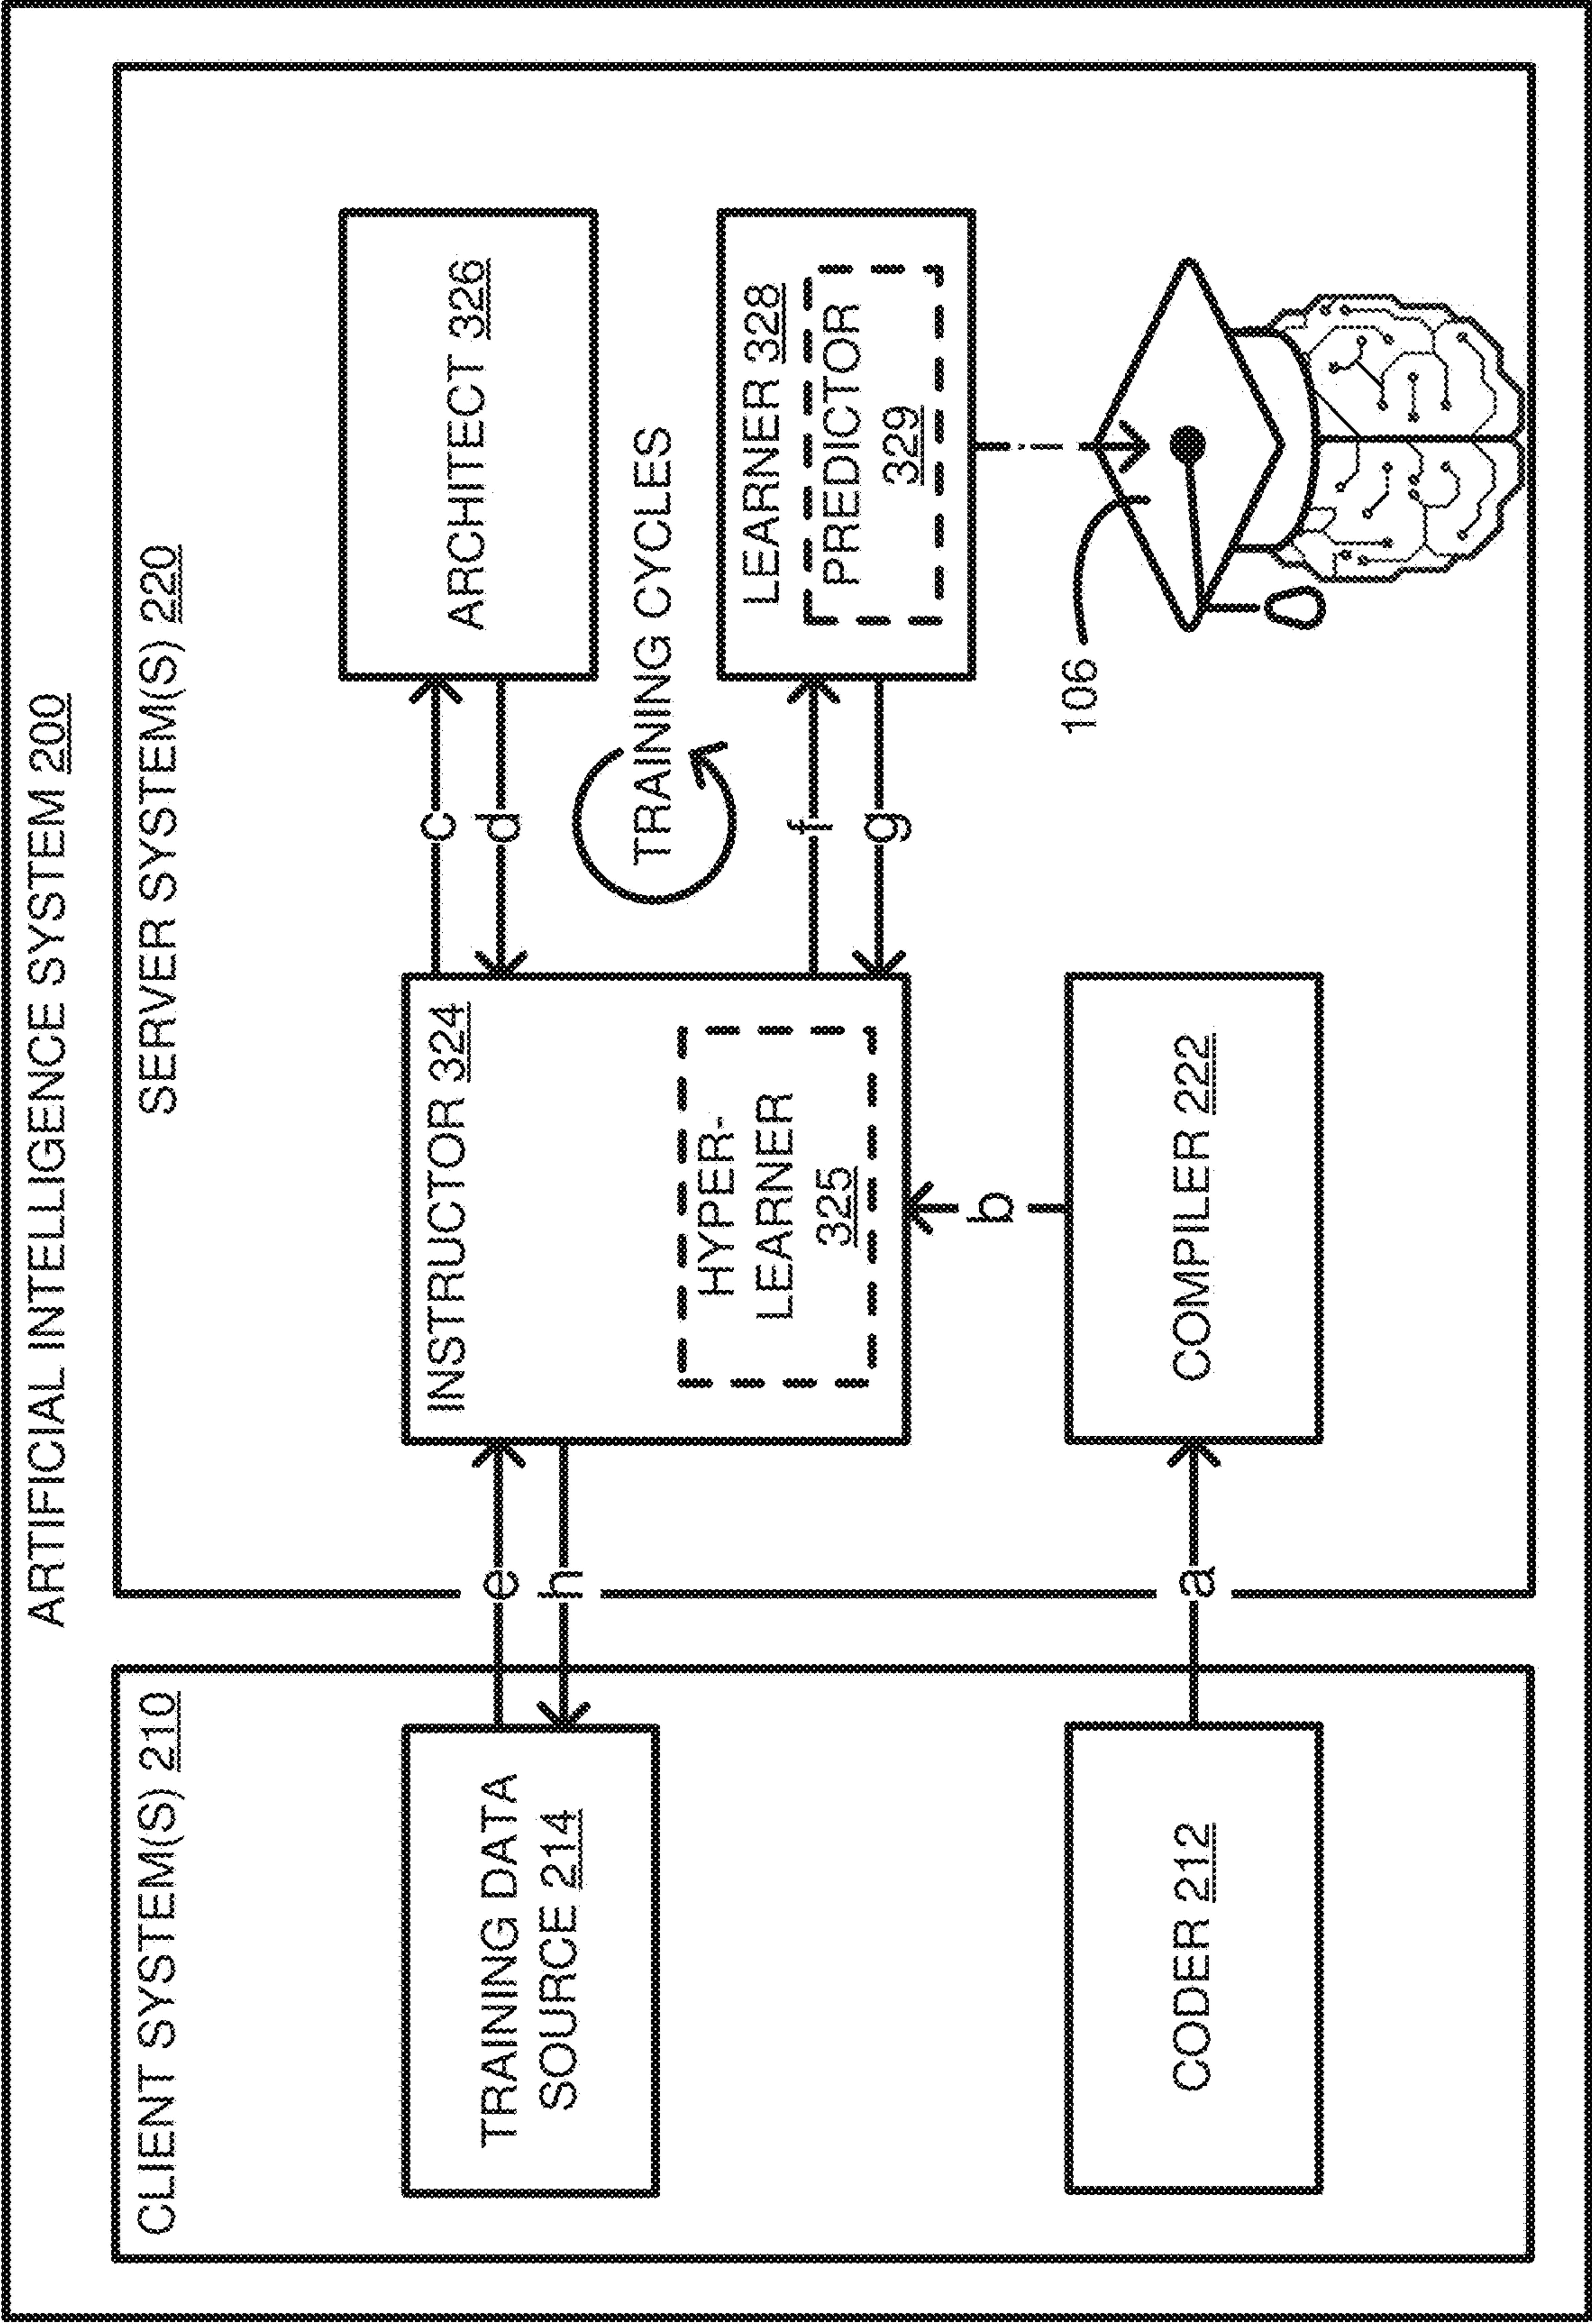 ARTIFICIAL INTELLIGENCE SYSTEM 200
CLIENT SYSTEM(S) 210
TRAINING DATA
SOURCE 214
CODER 212
e
h
a
SERVER SYSTEM(S) 220
INSTRUCTOR 324
HYPER-
LEARNER
325
b
COMPILER 222
c
d
TRAINING CYCLES
f
g
ARCHITECT 326
LEARNER 328
PREDICTOR
329
106